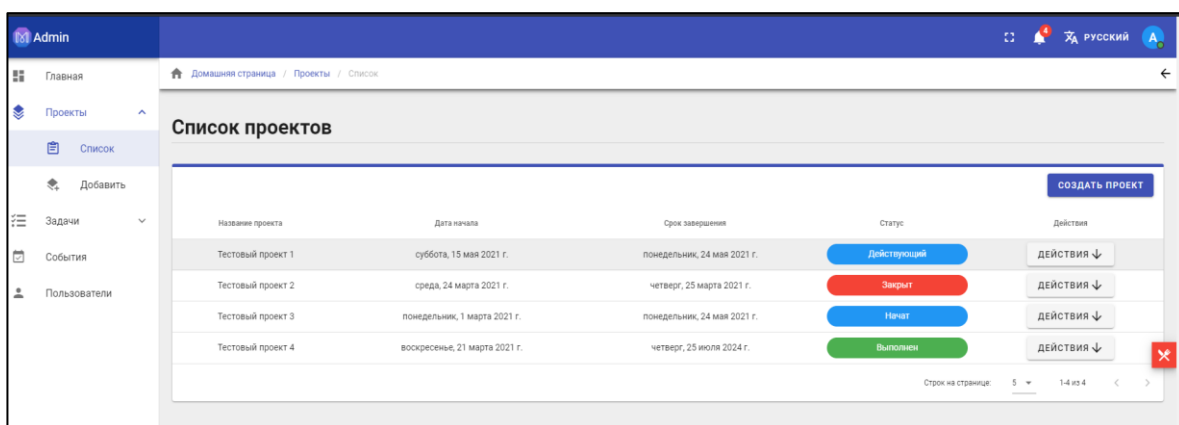 Admin
4
РУССКИЙ
A
Главная
Домашняя страница / Проекты / Список
Проекты
Список проектов
Список
Добавить
СОЗДАТЬ ПРОЕКТ
Задачи
Название проекта Дата начала Срок завершения Статус Действия
События
Тестовый проект 1 суббота, 15 мая 2021 г. понедельник, 24 мая 2021 г. Действующий ДЕЙСТВИЯ
Пользователи
Тестовый проект 2 среда, 24 марта 2021 г. четверг, 25 марта 2021 г. Закрыт ДЕЙСТВИЯ
Тестовый проект 3 понедельник, 1 марта 2021 г. понедельник, 24 мая 2021 г. Начат ДЕЙСТВИЯ
Тестовый проект 4 воскресенье, 21 марта 2021 г. четверг, 25 июля 2024 г. Выполнен ДЕЙСТВИЯ
Строк на странице: 5 1-4 из 4